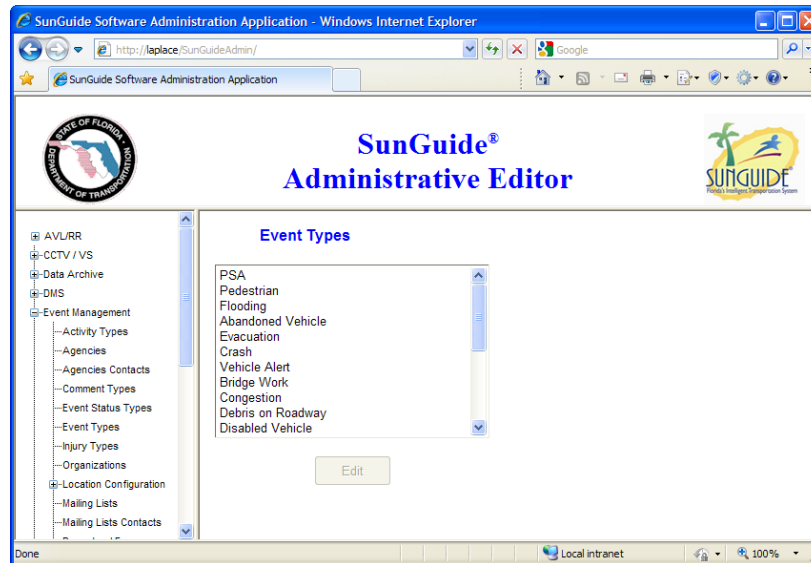 SunGuide Software Administration Application - Windows Internet Explorer
http://laplace/SunGuideAdmin/
Google
SunGuide Software Administration Application
STATE OF FLORIDA
DEPARTMENT OF TRANSPORTATION
SunGuide®
Administrative Editor
SUNGUIDE
Florida's Intelligent Transportation System
AVL/RR
CCTV / VS
Data Archive
DMS
Event Management
Activity Types
Agencies
Agencies Contacts
Comment Types
Event Status Types
Event Types
Injury Types
Organizations
Location Configuration
Mailing Lists
Mailing Lists Contacts
Event Types
PSA
Pedestrian
Flooding
Abandoned Vehicle
Evacuation
Crash
Vehicle Alert
Bridge Work
Congestion
Debris on Roadway
Disabled Vehicle
Edit
Done
Local intranet
100%